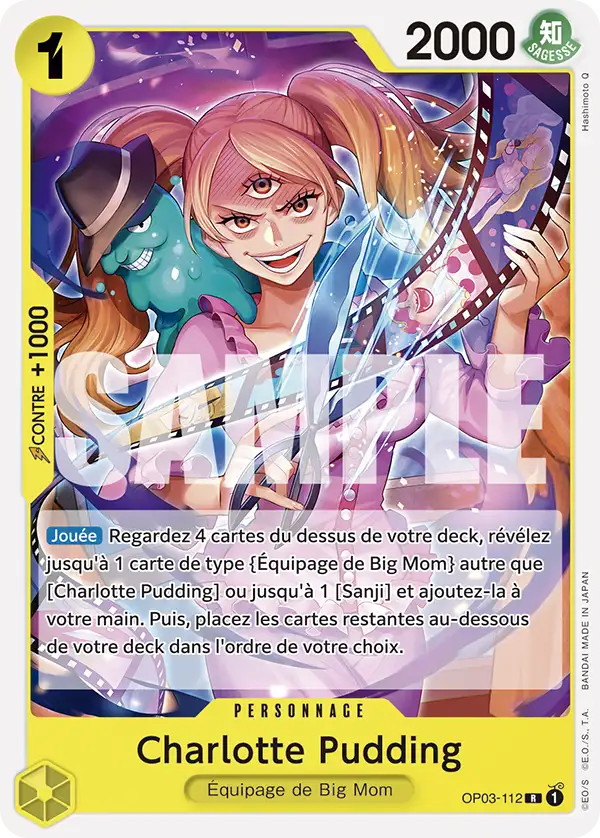 1
2000
知
SAGESSE
Hashimoto Q
CONTRE +1000
SAMPLE
Jouée Regardez 4 cartes du dessus de votre deck, révélez
jusqu'à 1 carte de type {Équipage de Big Mom} autre que
[Charlotte Pudding] ou jusqu'à 1 [Sanji] et ajoutez-la à
votre main. Puis, placez les cartes restantes au-dessous
de votre deck dans l'ordre de votre choix.
©EO/S ©E.O./S., T.A. BANDAI MADE IN JAPAN
PERSONNAGE
Charlotte Pudding
Équipage de Big Mom
OP03-112 R 1